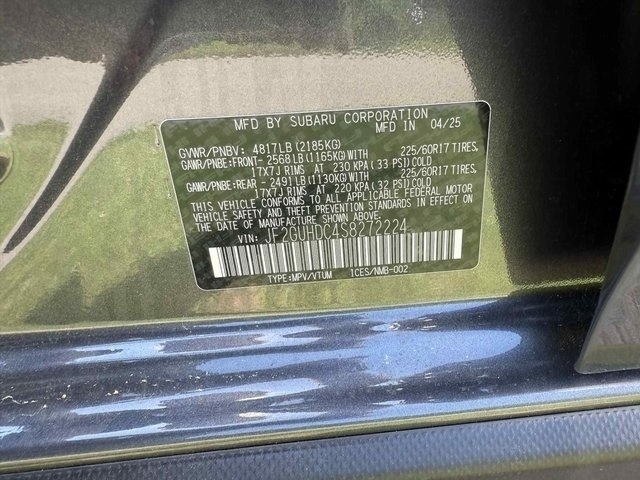 MFD BY SUBARU CORPORATION
MFD IN 04/25
GVWR/PNBV: 4817LB (2185KG)
GAWR/PNBE:FRONT- 2568LB (1165KG) WITH 225/60R17 TIRES,
17X7J RIMS AT 230 KPA (33 PSI) COLD
GAWR/PNBE:REAR - 2491LB (1130KG) WITH 225/60R17 TIRES,
17X7J RIMS AT 220 KPA (32 PSI) COLD
THIS VEHICLE CONFORMS TO ALL APPLICABLE FEDERAL MOTOR
VEHICLE SAFETY AND BUMPER STANDARDS IN EFFECT ON THE
DATE OF MANUFACTURE SHOWN ABOVE.
VIN: JF2GUHDC4S8272224
TYPE:MPV/VTUM ICES/NMB-002